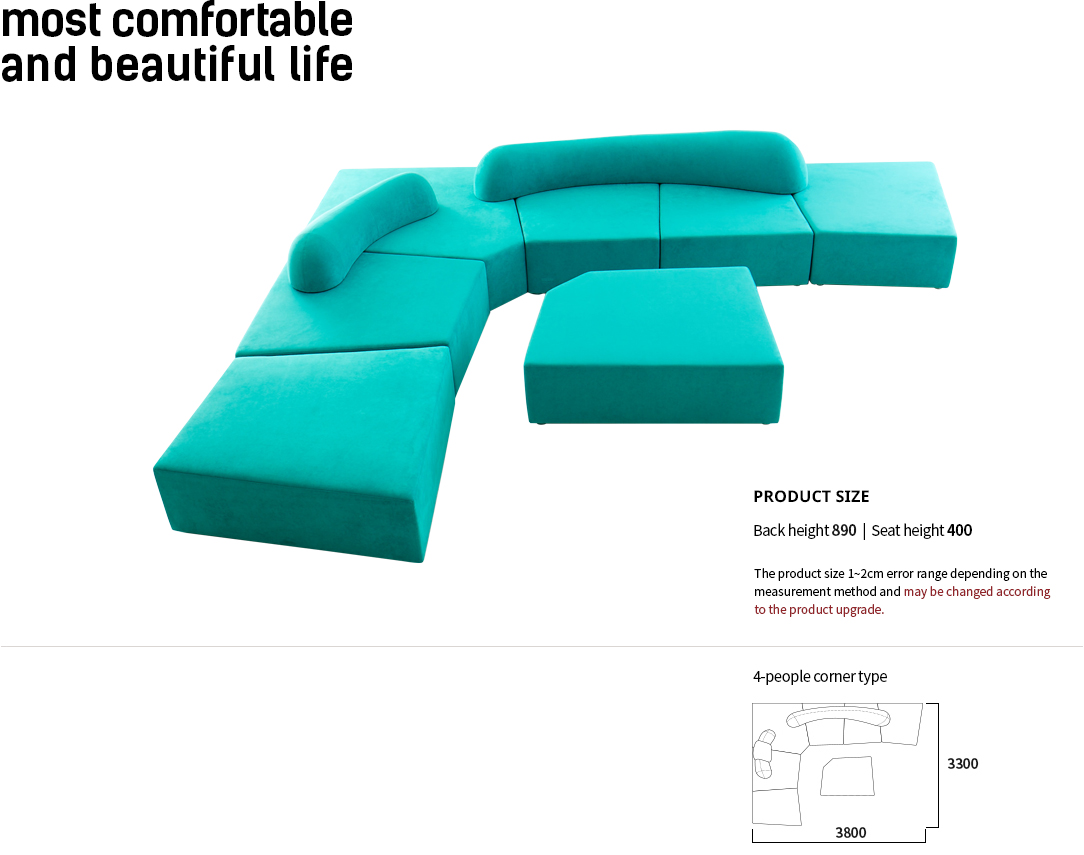 most comfortable
and beautiful life
PRODUCT SIZE
Back height 890 | Seat height 400
The product size 1~2cm error range depending on the
measurement method and may be changed according
to the product upgrade.
4-people corner type
3300
3800